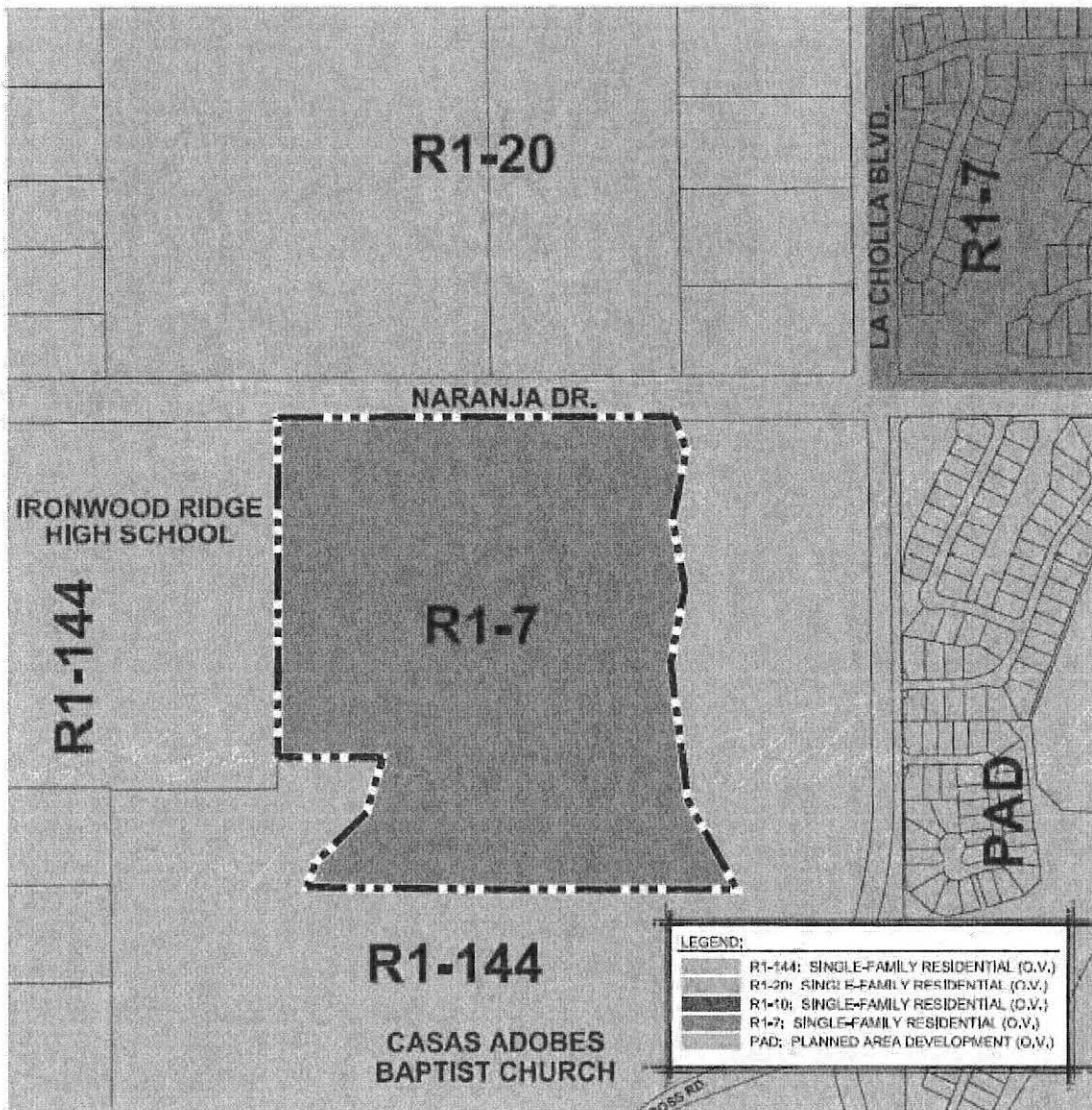 R1-20
LA CHOLLA BLVD.
R1-7
NARANJA DR.
IRONWOOD RIDGE
HIGH SCHOOL
R1-144
R1-7
PAD
R1-144
CASAS ADOBES
BAPTIST CHURCH
LEGEND:
R1-144: SINGLE-FAMILY RESIDENTIAL (O.V.)
R1-20: SINGLE-FAMILY RESIDENTIAL (O.V.)
R1-10: SINGLE-FAMILY RESIDENTIAL (O.V.)
R1-7: SINGLE-FAMILY RESIDENTIAL (O.V.)
PAD: PLANNED AREA DEVELOPMENT (O.V.)
RD.